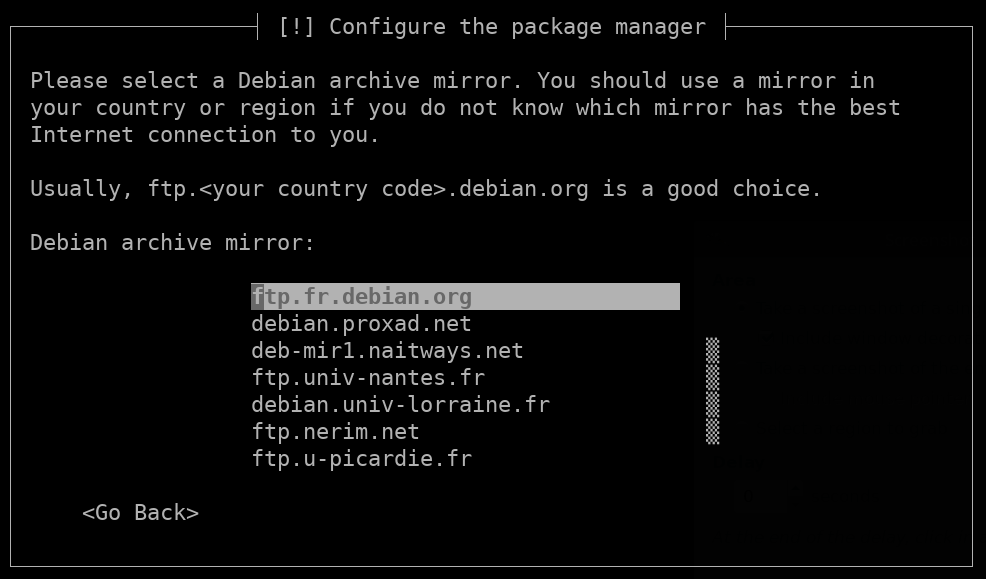 [!] Configure the package manager
Please select a Debian archive mirror. You should use a mirror in
your country or region if you do not know which mirror has the best
Internet connection to you.
Usually, ftp.<your country code>.debian.org is a good choice.
Debian archive mirror:
ftp.fr.debian.org
debian.proxad.net
deb-mir1.naitways.net
ftp.univ-nantes.fr
debian.univ-lorraine.fr
ftp.nerim.net
ftp.u-picardie.fr
<Go Back>